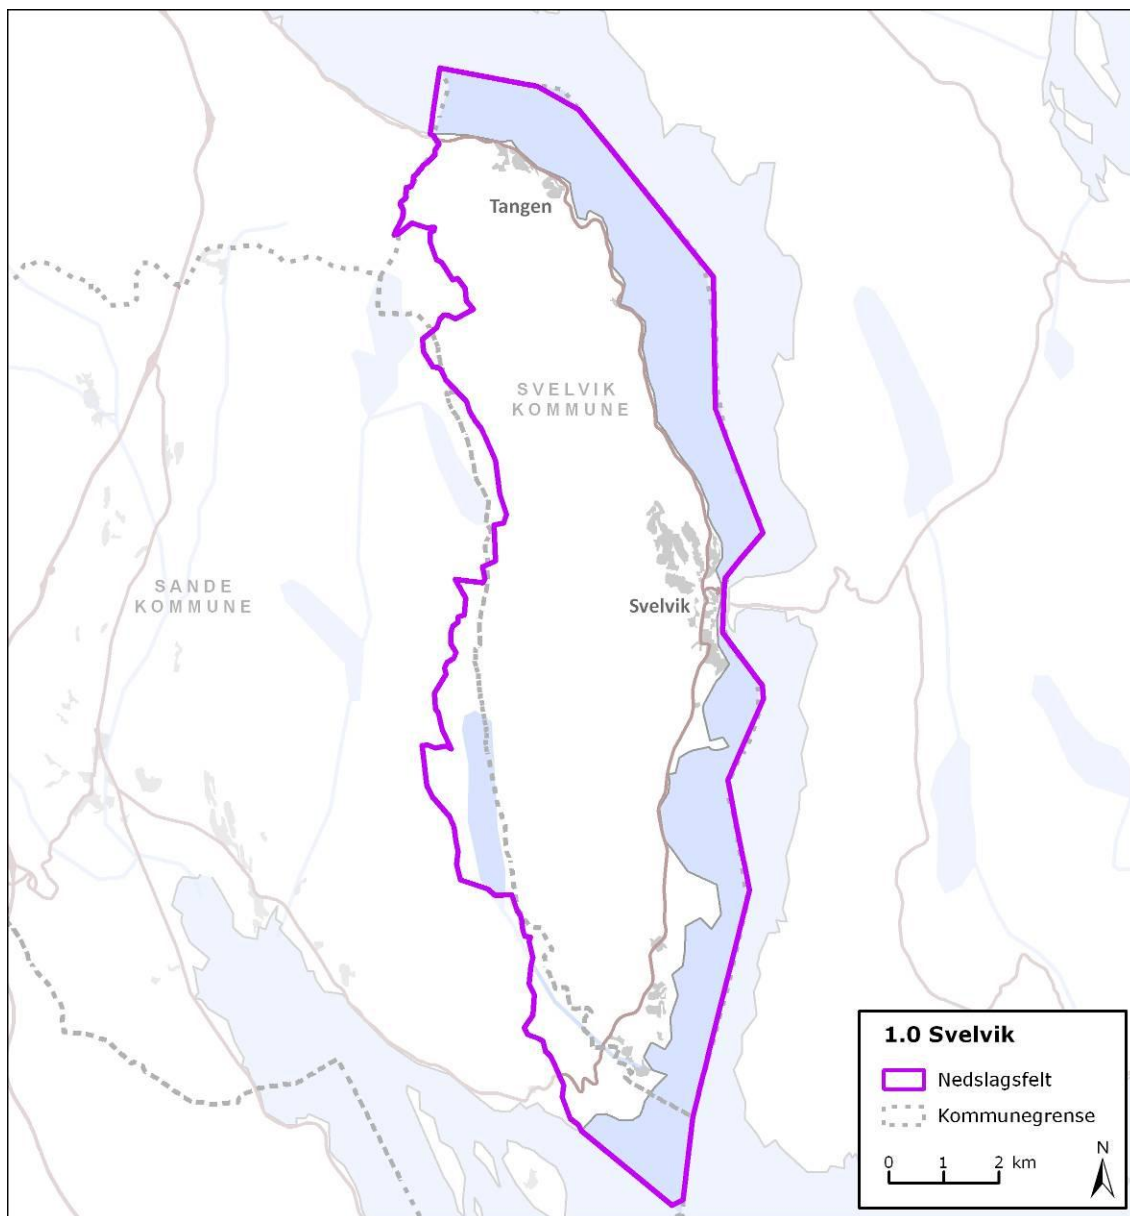 Tangen
SVELVIK
KOMMUNE
SANDE
KOMMUNE
Svelvik
1.0 Svelvik
Nedslagsfelt
Kommunegrense
0 1 2 km
N